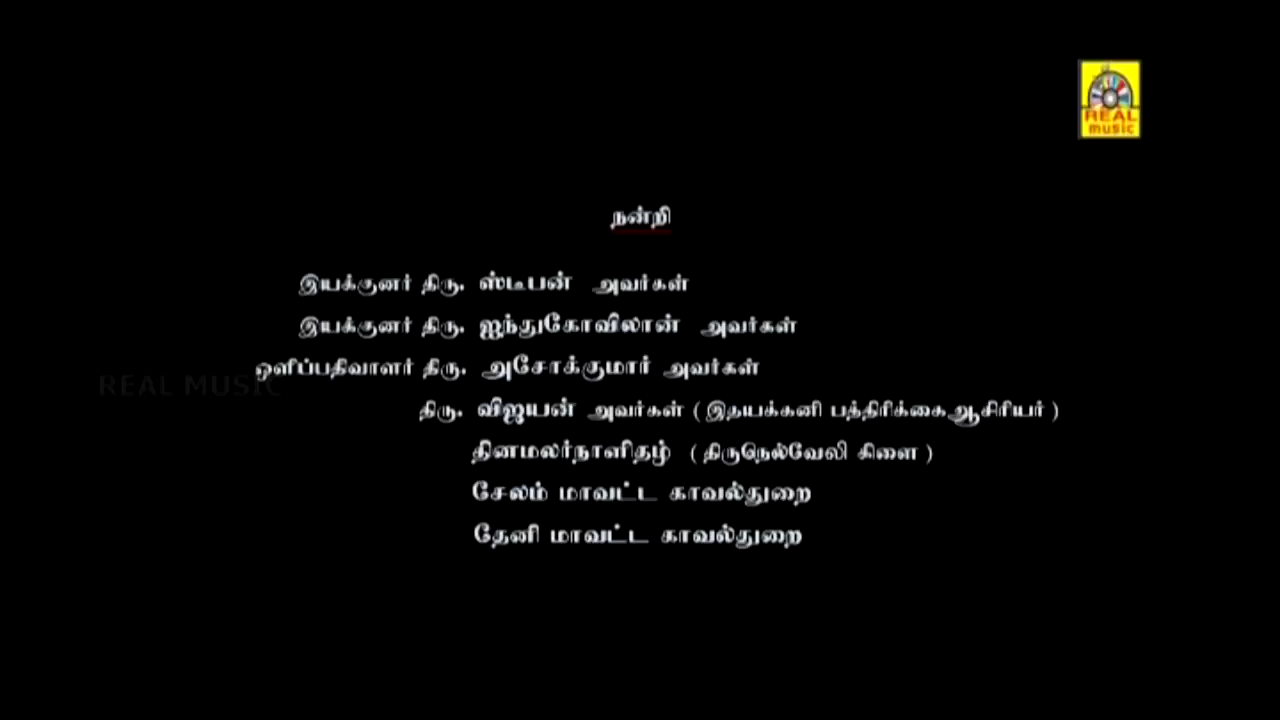 REAL
music
நன்றி
இயக்குனர் திரு. ஸ்டீபன் அவர்கள்
இயக்குனர் திரு. ஐந்துகோவிலான் அவர்கள்
ஒளிப்பதிவாளர் திரு. அசோக்குமார் அவர்கள்
REAL MUSIC
திரு. விஜயன் அவர்கள் ( இதயக்கனி பத்திரிக்கைஆசிரியர் )
தினமலர்நாளிதழ் ( திருநெல்வேலி கிளை )
சேலம் மாவட்ட காவல்துறை
தேனி மாவட்ட காவல்துறை